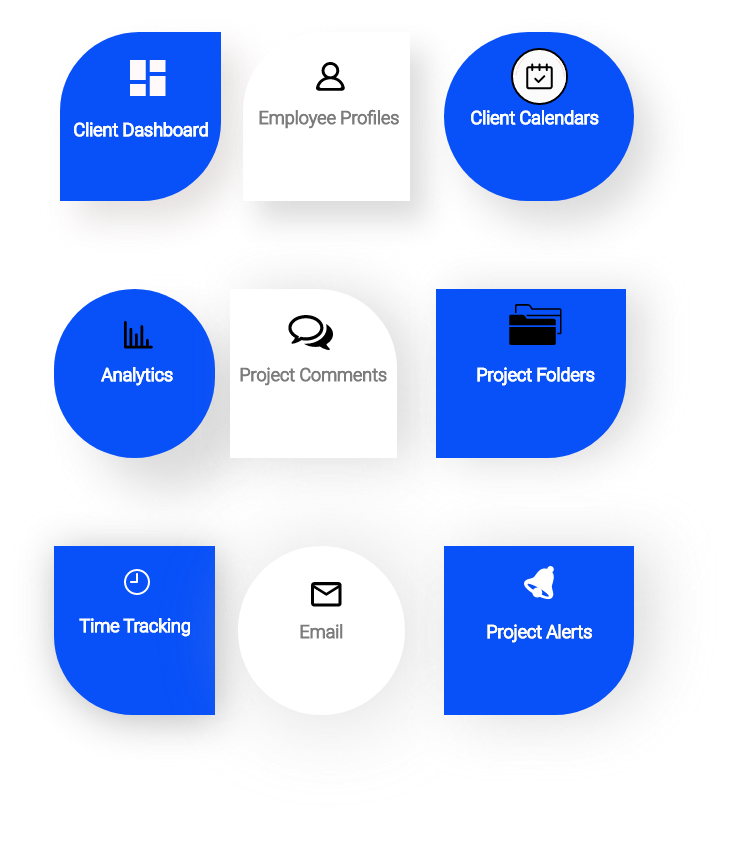 Client Dashboard
Employee Profiles
Client Calendars
Analytics
Project Comments
Project Folders
Time Tracking
Email
Project Alerts